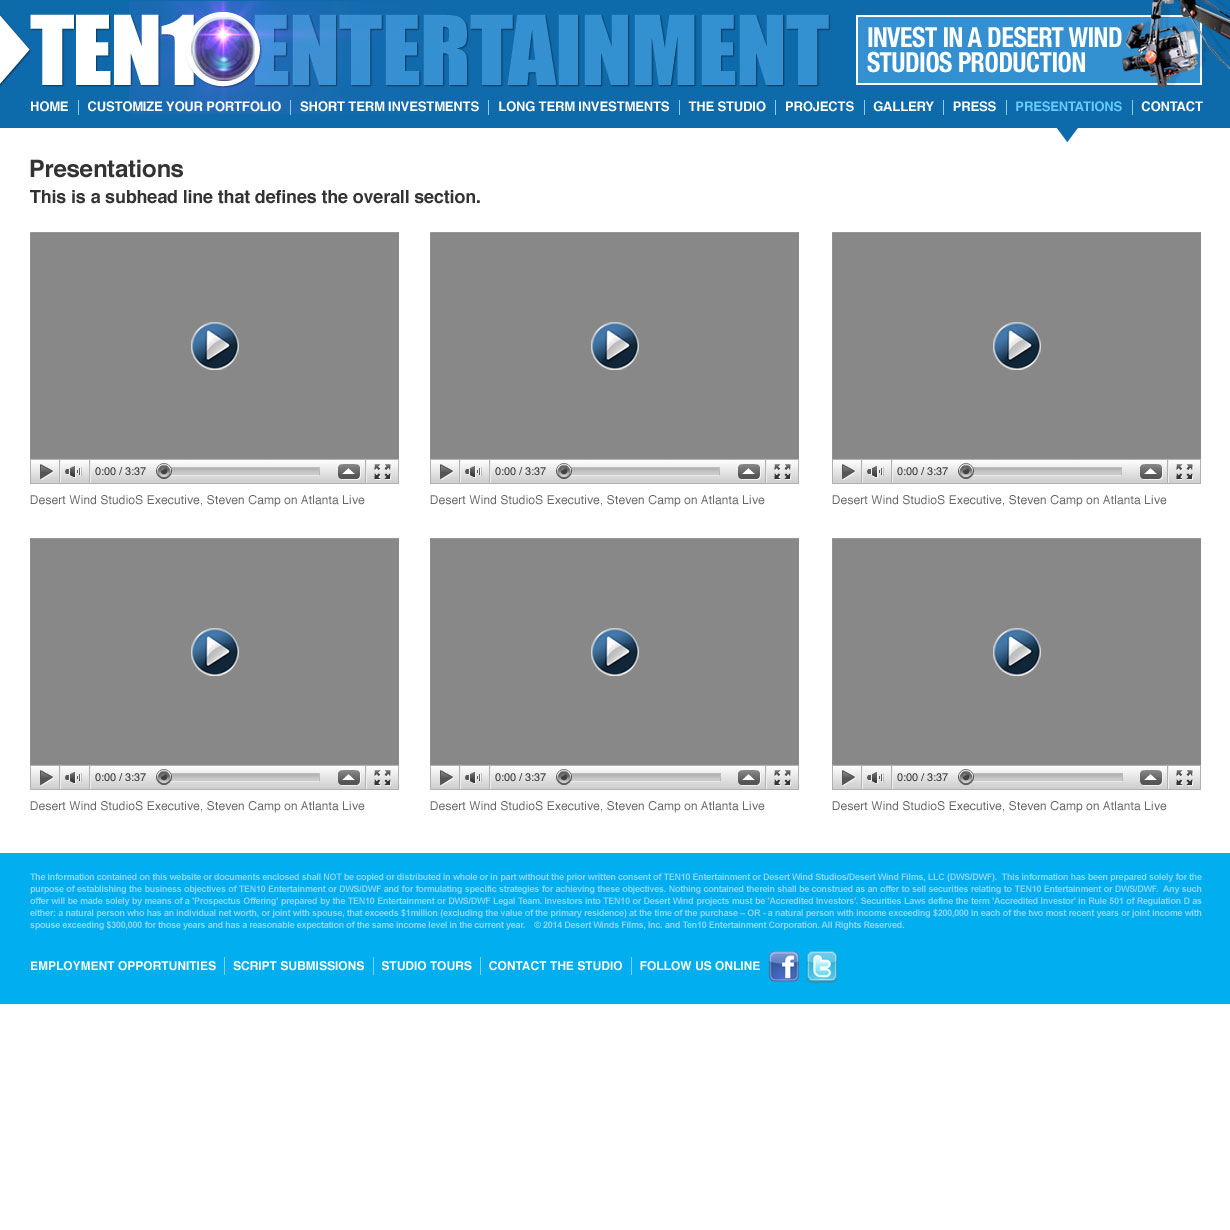 TEN10 ENTERTAINMENT
INVEST IN A DESERT WIND
STUDIOS PRODUCTION
HOME CUSTOMIZE YOUR PORTFOLIO SHORT TERM INVESTMENTS LONG TERM INVESTMENTS THE STUDIO PROJECTS GALLERY PRESS PRESENTATIONS CONTACT
Presentations
This is a subhead line that defines the overall section.
0:00 / 3:37 0:00 / 3:37 0:00 / 3:37
Desert Wind StudioS Executive, Steven Camp on Atlanta Live Desert Wind StudioS Executive, Steven Camp on Atlanta Live Desert Wind StudioS Executive, Steven Camp on Atlanta Live
0:00 / 3:37 0:00 / 3:37 0:00 / 3:37
Desert Wind StudioS Executive, Steven Camp on Atlanta Live Desert Wind StudioS Executive, Steven Camp on Atlanta Live Desert Wind StudioS Executive, Steven Camp on Atlanta Live
The information contained on this website or documents enclosed shall NOT be copied or distributed in whole or in part without the prior written consent of TEN10 Entertainment or Desert Wind Studios/Desert Wind Films, LLC (DWS/DWF). This information has been prepared solely for the
purpose of establishing the business objectives of TEN10 Entertainment or DWS/DWF and for formulating specific strategies for achieving these objectives. Nothing contained therein shall be construed as an offer to sell securities relating to TEN10 Entertainment or DWS/DWF. Any such
offer will be made solely by means of a 'Prospectus Offering' prepared by the TEN10 Entertainment or DWS/DWF Legal Team. Investors into TEN10 or Desert Wind projects must be 'Accredited Investors'. Securities Laws define the term 'Accredited Investor' in Rule 501 of Regulation D as
either: a natural person who has an individual net worth, or joint with spouse, that exceeds $1million (excluding the value of the primary residence) at the time of the purchase – OR - a natural person with income exceeding $200,000 in each of the two most recent years or joint income with
spouse exceeding $300,000 for those years and has a reasonable expectation of the same income level in the current year. © 2014 Desert Winds Films, Inc. and Ten10 Entertainment Corporation. All Rights Reserved.
EMPLOYMENT OPPORTUNITIES SCRIPT SUBMISSIONS STUDIO TOURS CONTACT THE STUDIO FOLLOW US ONLINE